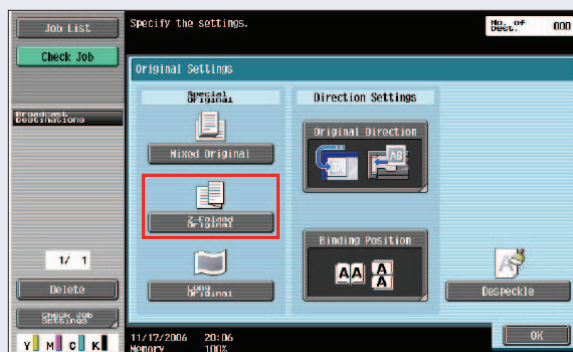 Job List
Specify the settings.
No. of
Dest.
000
Check Job
Original Settings
Special
Original
Direction Settings
Broadcast
Destinations
Original Direction
AB
Mixed Original
Z-Folded
Original
Binding Position
AA
A
A
1/ 1
Long
Original
Despeckle
Delete
Check Job
Settings
11/17/2006 20:06
Memory 100%
OK
Y M C K